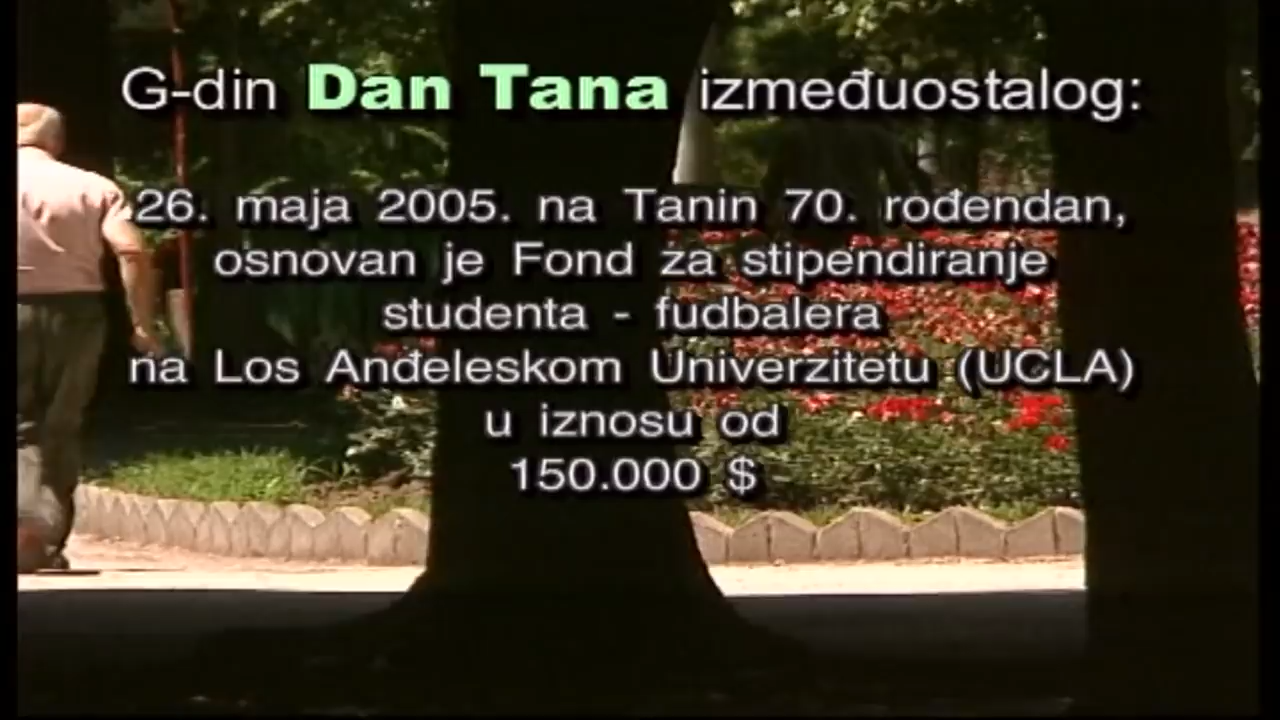 G-din Dan Tana međuostalog:
26. maja 2005. na Tanin 70. rođendan,
osnovan je Fond za stipendiranje
studenta - fudbalera
na Los Anđeleskom Univerzitetu (UCLA)
u iznosu od
150.000 $